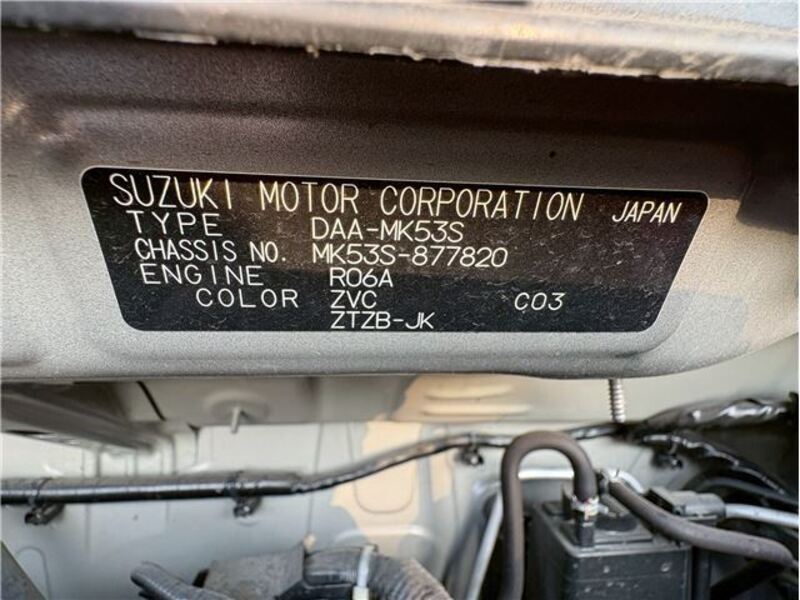 SUZUKI MOTOR CORPORATION JAPAN
TYPE DAA-MK53S
CHASSIS NO. MK53S-877820
ENGINE R06A
COLOR ZVC C03
ZTZB-JK